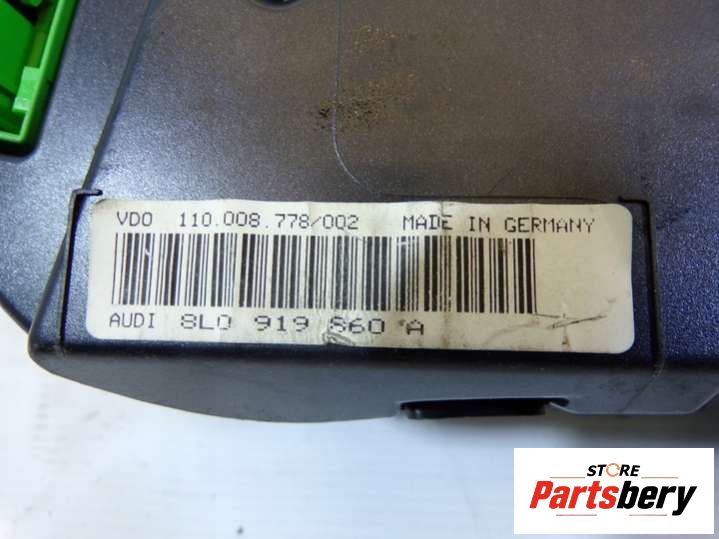 VDO 110.008.778/002 MADE IN GERMANY
AUDI 8L0 919 860 A
STORE
Partsbery